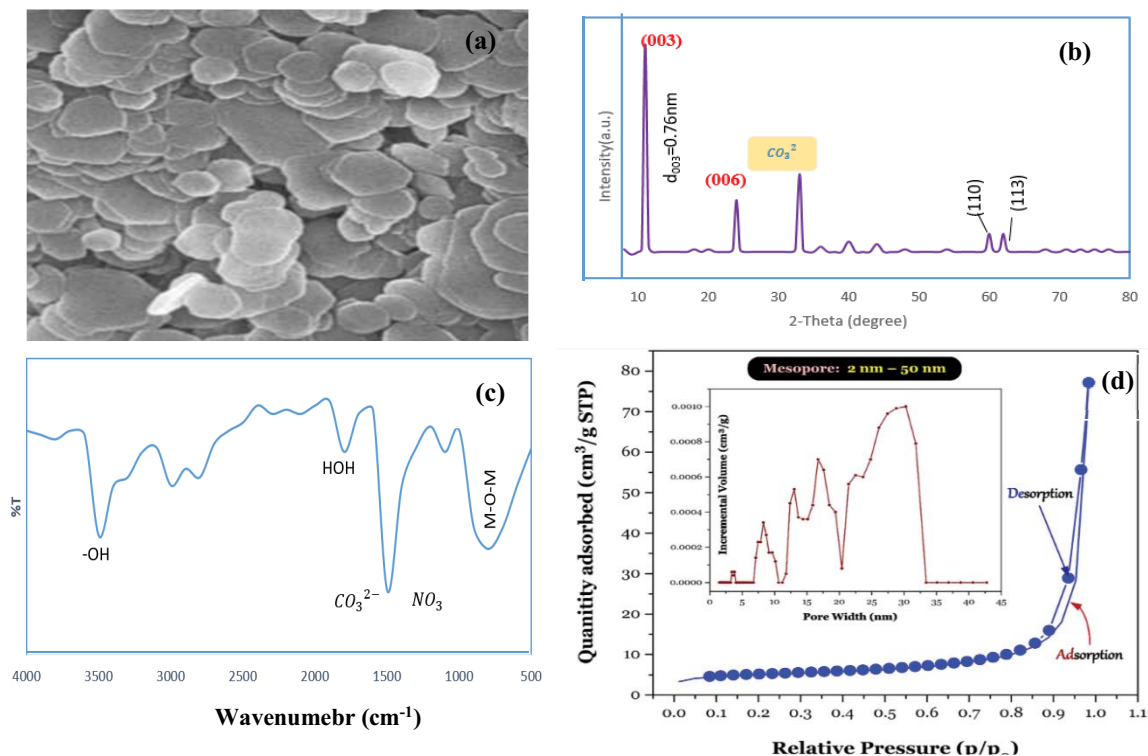 (a)
(b)
(003)
d003=0.76nm
(006)
CO₃²
(110)
(113)
Intensity(a.u.)
10 20 30 40 50 60 70 80
2-Theta (degree)
(c)
%T
-OH
HOH
CO₃²⁻ NO₃
M-O-M
4000 3500 3000 2500 2000 1500 1000 500
Wavenumebr (cm⁻¹)
(d)
Mesopore: 2 nm – 50 nm
Quanitity adsorbed (cm³/g STP)
80
70
60
50
40
30
20
10
0
Incremental Volume (cm³/g)
0.0010
0.0008
0.0006
0.0004
0.0002
0.0000
0 5 10 15 20 25 30 35 40 45
Pore Width (nm)
Desorption
Adsorption
0.0 0.1 0.2 0.3 0.4 0.5 0.6 0.7 0.8 0.9 1.0 1.1
Relative Pressure (p/p₀)